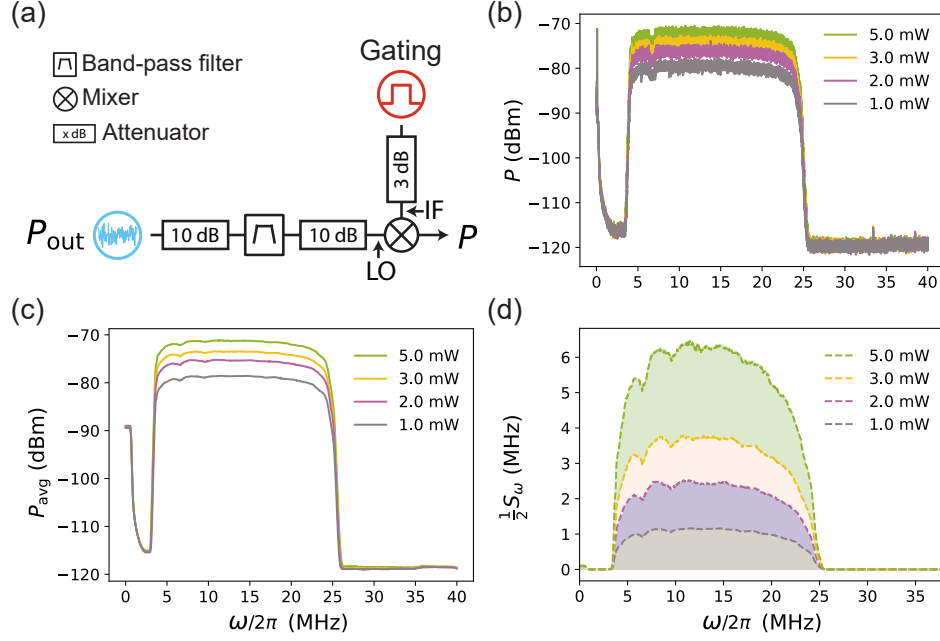 (a)
Band-pass filter
Mixer
x dB Attenuator
Gating
3 dB
IF
P_out 10 dB 10 dB P
LO
(b)
−70
−80
−90
−100
−110
−120
P (dBm)
5.0 mW
3.0 mW
2.0 mW
1.0 mW
0 5 10 15 20 25 30 35 40
(c)
−70
−80
−90
−100
−110
−120
P_avg (dBm)
5.0 mW
3.0 mW
2.0 mW
1.0 mW
0 5 10 15 20 25 30 35 40
ω/2π (MHz)
(d)
6
5
4
3
2
1
0
½S_ω (MHz)
5.0 mW
3.0 mW
2.0 mW
1.0 mW
0 5 10 15 20 25 30 35
ω/2π (MHz)